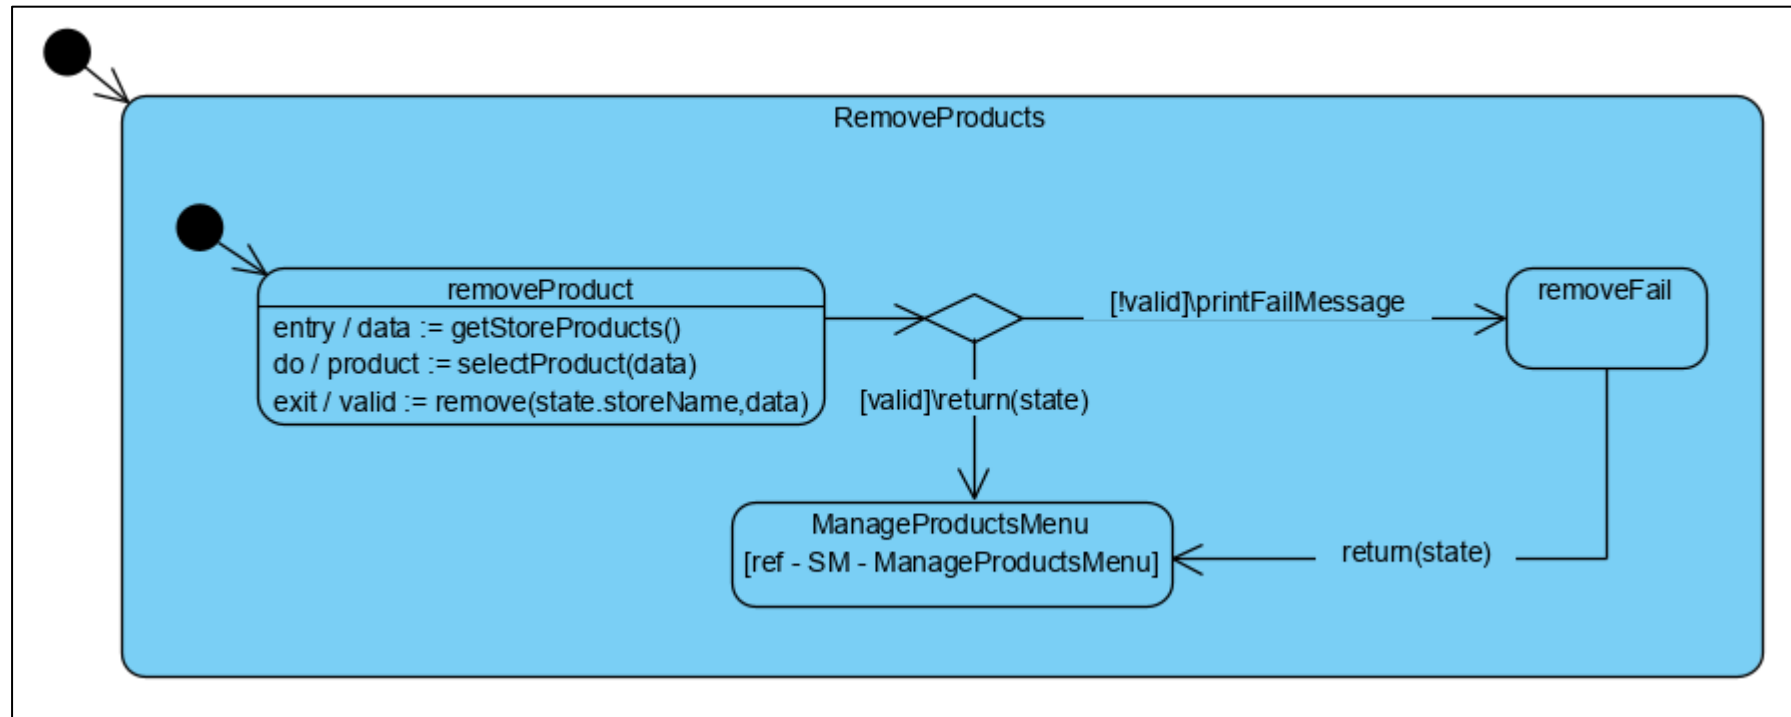 RemoveProducts
removeProduct
entry / data := getStoreProducts()
do / product := selectProduct(data)
exit / valid := remove(state.storeName,data)
[!valid]\printFailMessage
removeFail
[valid]\return(state)
ManageProductsMenu
[ref - SM - ManageProductsMenu]
return(state)